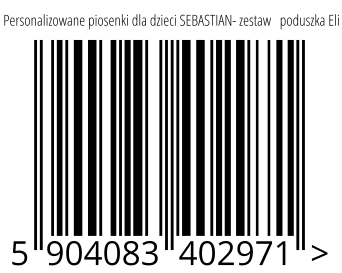 Personalizowane piosenki dla dzieci SEBASTIAN- zestaw poduszka Eli
5 904083 402971 >